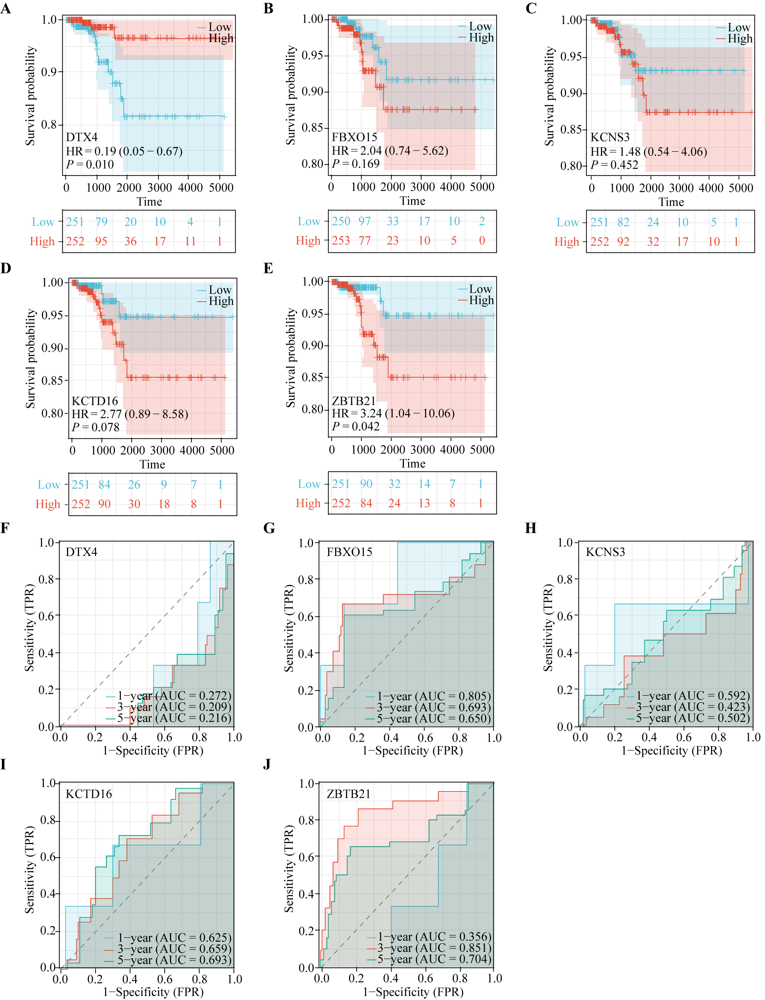 A
Survival probability
1.0
0.9
0.8
Low
High
DTX4
HR = 0.19 (0.05 − 0.67)
P = 0.010
0 1000 2000 3000 4000 5000
Time
Low 251 79 20 10 4 1
High 252 95 36 17 11 1
B
Survival probability
1.00
0.95
0.90
0.85
0.80
Low
High
FBXO15
HR = 2.04 (0.74 − 5.62)
P = 0.169
0 1000 2000 3000 4000 5000
Time
Low 250 97 33 17 10 2
High 253 77 23 10 5 0
C
Survival probability
1.00
0.95
0.90
0.85
0.80
Low
High
KCNS3
HR = 1.48 (0.54 − 4.06)
P = 0.452
0 1000 2000 3000 4000 5000
Time
Low 251 82 24 10 5 1
High 252 92 32 17 10 1
D
Survival probability
1.00
0.95
0.90
0.85
0.80
Low
High
KCTD16
HR = 2.77 (0.89 − 8.58)
P = 0.078
0 1000 2000 3000 4000 5000
Time
Low 251 84 26 9 7 1
High 252 90 30 18 8 1
E
Survival probability
1.00
0.95
0.90
0.85
0.80
Low
High
ZBTB21
HR = 3.24 (1.04 − 10.06)
P = 0.042
0 1000 2000 3000 4000 5000
Time
Low 251 90 32 14 7 1
High 252 84 24 13 8 1
F
Sensitivity (TPR)
1.0
0.8
0.6
0.4
0.2
0.0
DTX4
1−year (AUC = 0.272)
3−year (AUC = 0.209)
5−year (AUC = 0.216)
0.0 0.2 0.4 0.6 0.8 1.0
1−Specificity (FPR)
G
Sensitivity (TPR)
1.0
0.8
0.6
0.4
0.2
0.0
FBXO15
1−year (AUC = 0.805)
3−year (AUC = 0.693)
5−year (AUC = 0.650)
0.0 0.2 0.4 0.6 0.8 1.0
1−Specificity (FPR)
H
Sensitivity (TPR)
1.0
0.8
0.6
0.4
0.2
0.0
KCNS3
1−year (AUC = 0.592)
3−year (AUC = 0.423)
5−year (AUC = 0.502)
0.0 0.2 0.4 0.6 0.8 1.0
1−Specificity (FPR)
I
Sensitivity (TPR)
1.0
0.8
0.6
0.4
0.2
0.0
KCTD16
1−year (AUC = 0.625)
3−year (AUC = 0.659)
5−year (AUC = 0.693)
0.0 0.2 0.4 0.6 0.8 1.0
1−Specificity (FPR)
J
Sensitivity (TPR)
1.0
0.8
0.6
0.4
0.2
0.0
ZBTB21
1−year (AUC = 0.356)
3−year (AUC = 0.851)
5−year (AUC = 0.704)
0.0 0.2 0.4 0.6 0.8 1.0
1−Specificity (FPR)